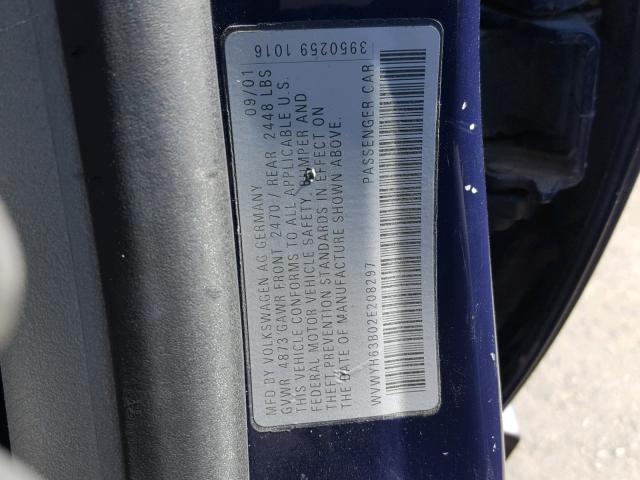 MFD BY VOLKSWAGEN AG GERMANY 09/01
GVWR 4873 GAWR FRONT 2470 / REAR 2448 LBS
THIS VEHICLE CONFORMS TO ALL APPLICABLE U.S.
FEDERAL MOTOR VEHICLE SAFETY, BUMPER AND
THEFT PREVENTION STANDARDS IN EFFECT ON
THE DATE OF MANUFACTURE SHOWN ABOVE.
WVWYH63B02E208297 PASSENGER CAR
3950259 1016